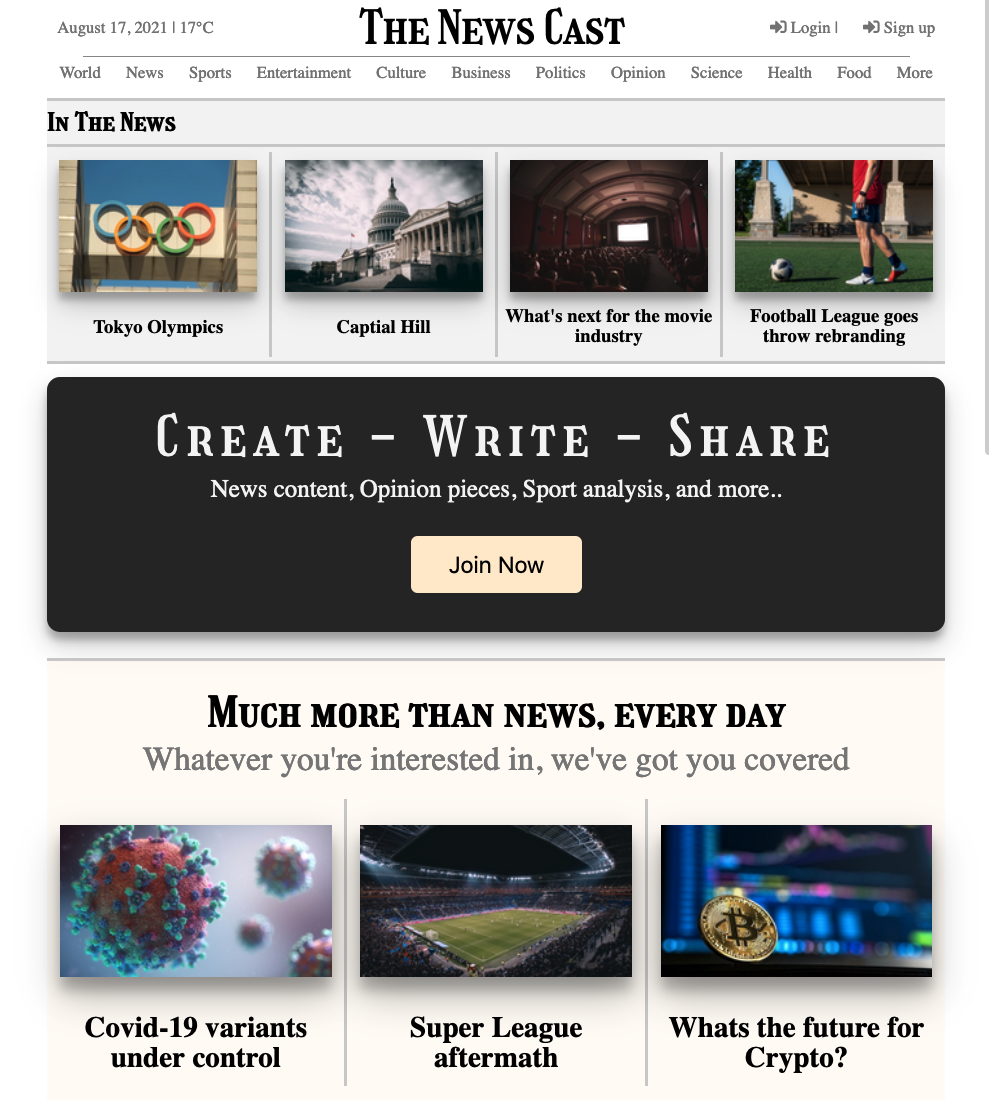 August 17, 2021 | 17°C
The News Cast
Login |
Sign up
World News Sports Entertainment Culture Business Politics Opinion Science Health Food More
In The News
Tokyo Olympics
Captial Hill
What's next for the movie
industry
Football League goes
throw rebranding
Create – Write – Share
News content, Opinion pieces, Sport analysis, and more..
Join Now
Much more than news, every day
Whatever you're interested in, we've got you covered
Covid-19 variants
under control
Super League
aftermath
Whats the future for
Crypto?